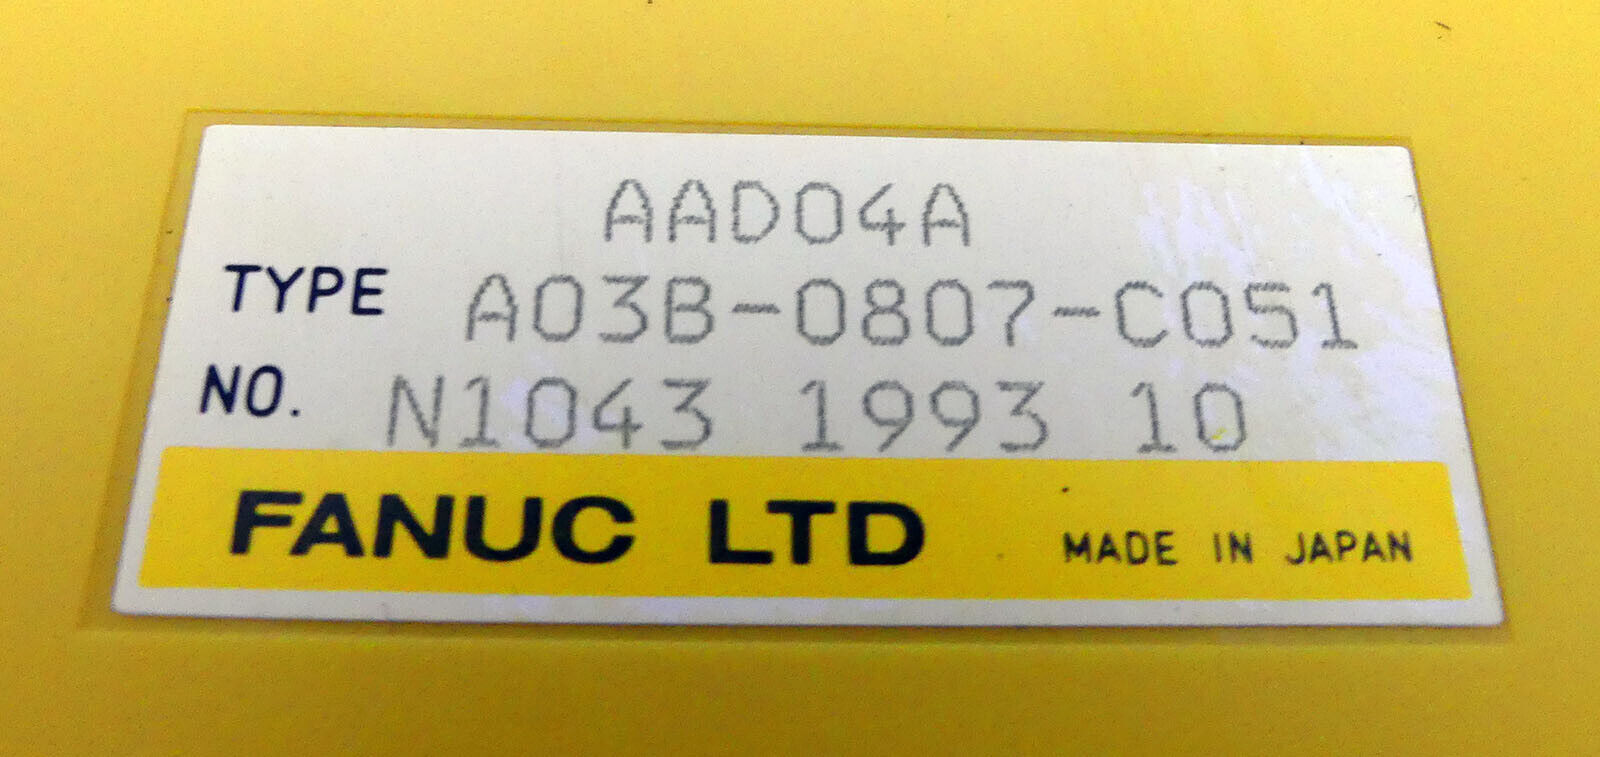 AAD04A
TYPE A03B-0807-C051
NO. N1043 1993 10
FANUC LTD MADE IN JAPAN